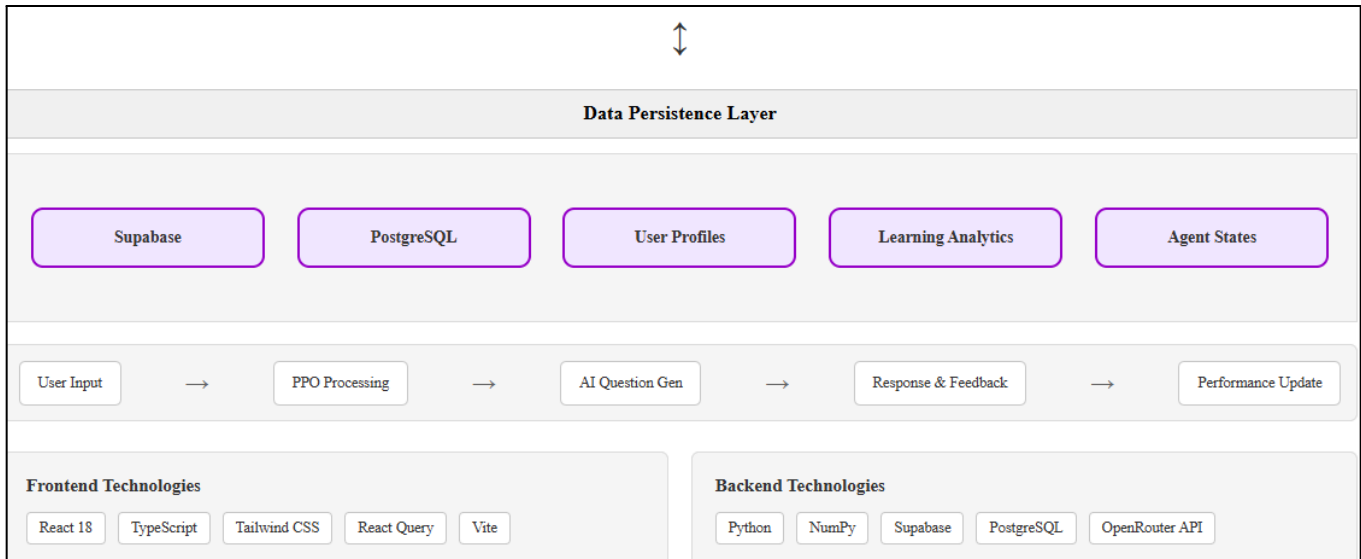 Data Persistence Layer
Supabase PostgreSQL User Profiles Learning Analytics Agent States
User Input → PPO Processing → AI Question Gen → Response & Feedback → Performance Update
Frontend Technologies
React 18 TypeScript Tailwind CSS React Query Vite
Backend Technologies
Python NumPy Supabase PostgreSQL OpenRouter API